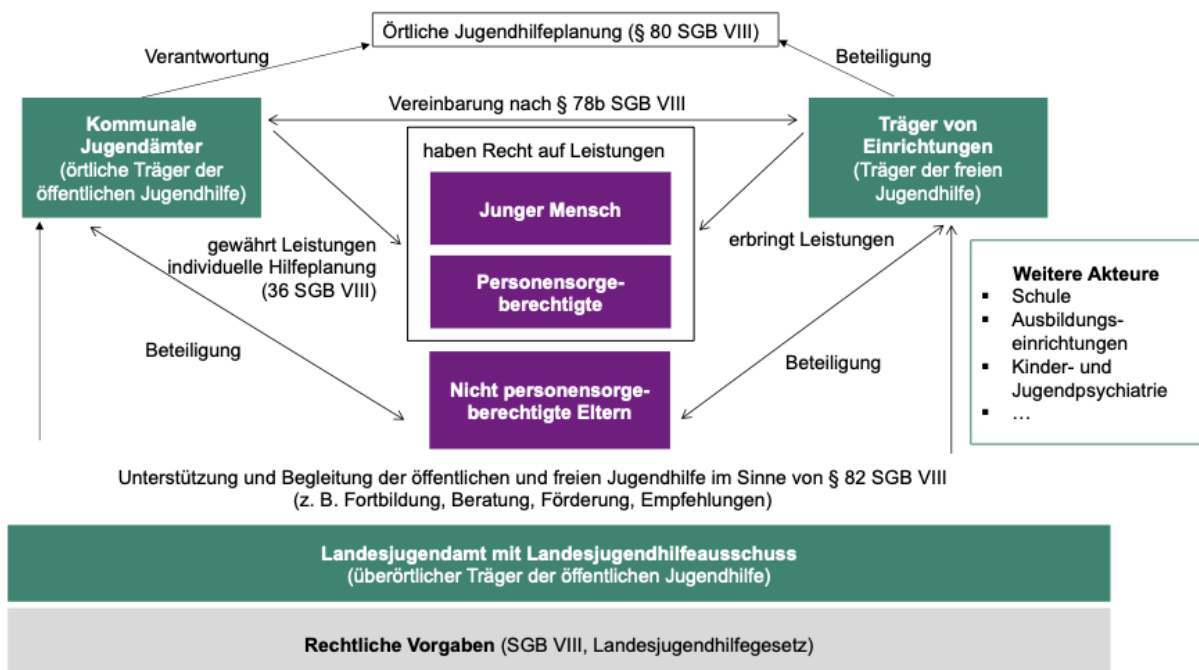 Örtliche Jugendhilfeplanung (§ 80 SGB VIII)
Verantwortung
Beteiligung
Kommunale
Jugendämter
(örtliche Träger der
öffentlichen Jugendhilfe)
Vereinbarung nach § 78b SGB VIII
Träger von
Einrichtungen
(Träger der freien
Jugendhilfe)
haben Recht auf Leistungen
Junger Mensch
Personensorge-
berechtigte
gewährt Leistungen
individuelle Hilfeplanung
(36 SGB VIII)
erbringt Leistungen
Weitere Akteure
▪ Schule
▪ Ausbildungs-
einrichtungen
▪ Kinder- und
Jugendpsychiatrie
▪ …
Beteiligung
Nicht personensorge-
berechtigte Eltern
Beteiligung
Unterstützung und Begleitung der öffentlichen und freien Jugendhilfe im Sinne von § 82 SGB VIII
(z. B. Fortbildung, Beratung, Förderung, Empfehlungen)
Landesjugendamt mit Landesjugendhilfeausschuss
(überörtlicher Träger der öffentlichen Jugendhilfe)
Rechtliche Vorgaben (SGB VIII, Landesjugendhilfegesetz)